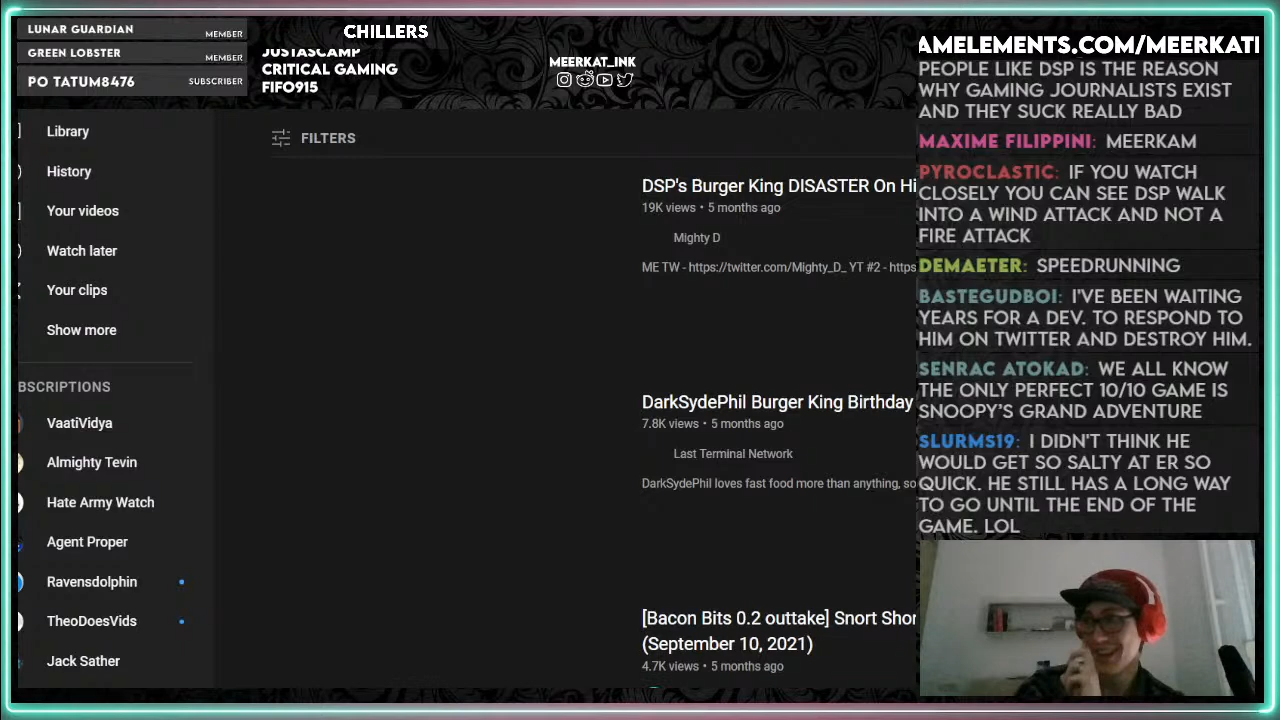 LUNAR GUARDIAN MEMBER
GREEN LOBSTER MEMBER
PO TATUM8476 SUBSCRIBER
CHILLERS
JUSTASCAMP
CRITICAL GAMING
FIFO915
MEERKAT_INK
AMELEMENTS.COM/MEERKATI
Library
History
Your videos
Watch later
Your clips
Show more
BSCRIPTIONS
VaatiVidya
Almighty Tevin
Hate Army Watch
Agent Proper
Ravensdolphin
TheoDoesVids
Jack Sather
FILTERS
DSP's Burger King DISASTER On Hi
19K views • 5 months ago
Mighty D
ME TW - https://twitter.com/Mighty_D_ YT #2 - https
DarkSydePhil Burger King Birthday
7.8K views • 5 months ago
Last Terminal Network
DarkSydePhil loves fast food more than anything, so
[Bacon Bits 0.2 outtake] Snort Shor
(September 10, 2021)
4.7K views • 5 months ago
PEOPLE LIKE DSP IS THE REASON
WHY GAMING JOURNALISTS EXIST
AND THEY SUCK REALLY BAD
MAXIME FILIPPINI: MEERKAM
PYROCLASTIC: IF YOU WATCH
CLOSELY YOU CAN SEE DSP WALK
INTO A WIND ATTACK AND NOT A
FIRE ATTACK
DEMAETER: SPEEDRUNNING
BASTEGUDBOI: I'VE BEEN WAITING
YEARS FOR A DEV. TO RESPOND TO
HIM ON TWITTER AND DESTROY HIM.
SENRAC ATOKAD: WE ALL KNOW
THE ONLY PERFECT 10/10 GAME IS
SNOOPY'S GRAND ADVENTURE
SLURMS19: I DIDN'T THINK HE
WOULD GET SO SALTY AT ER SO
QUICK. HE STILL HAS A LONG WAY
TO GO UNTIL THE END OF THE
GAME. LOL